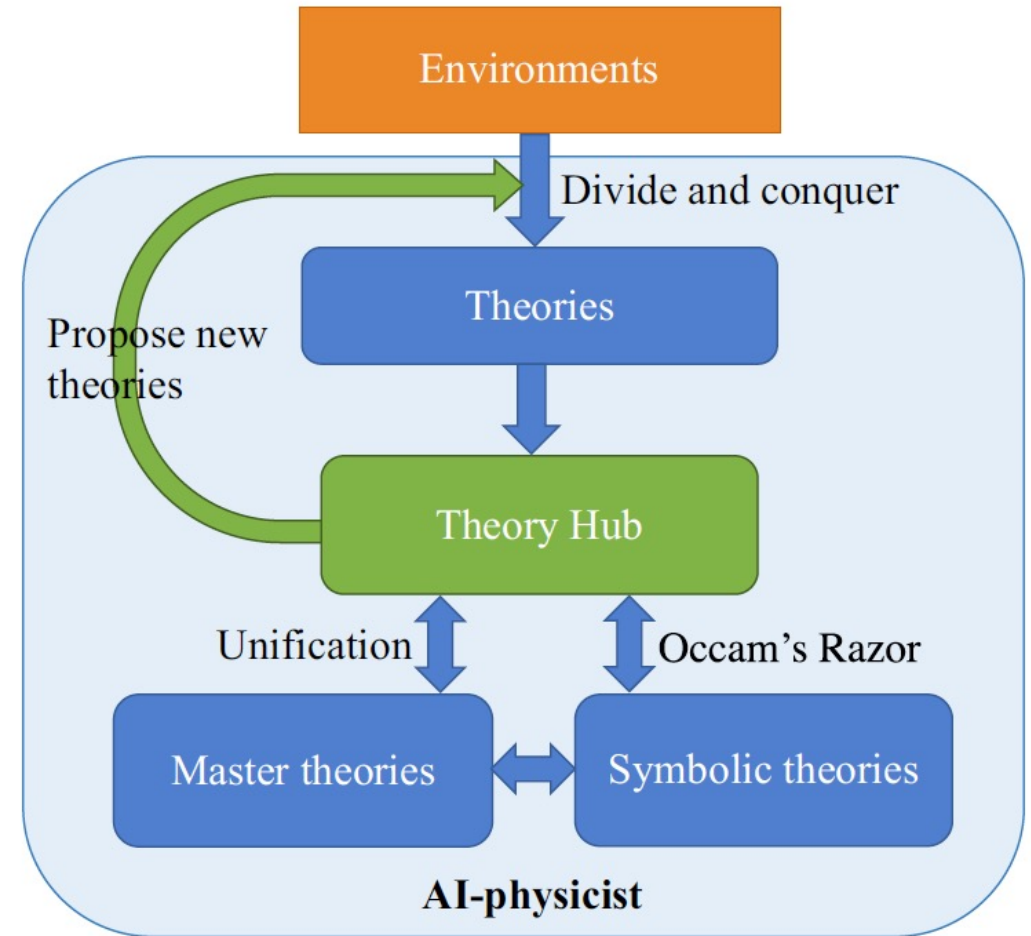 Environments
Divide and conquer
Theories
Propose new
theories
Theory Hub
Unification
Occam's Razor
Master theories
Symbolic theories
AI-physicist